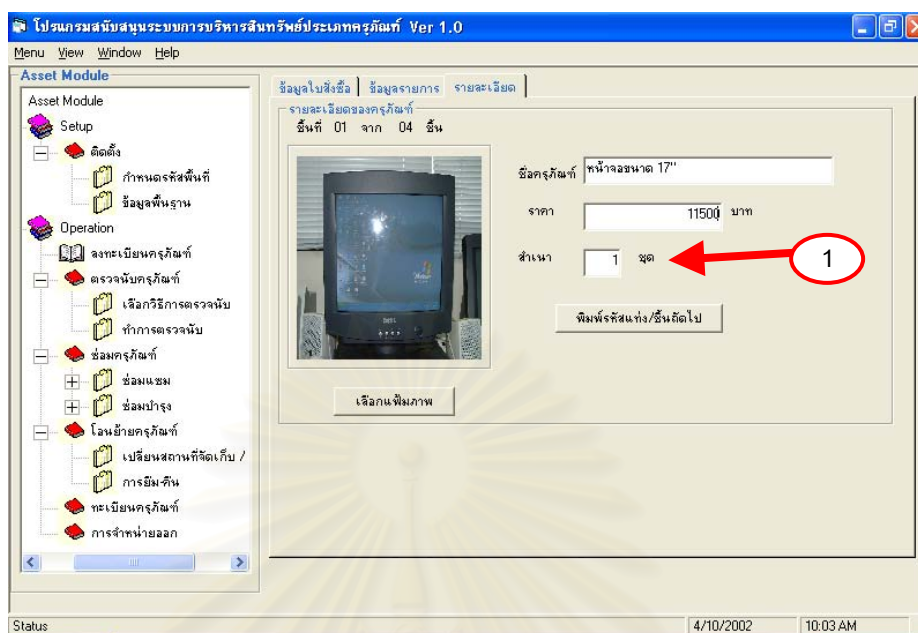 โปรแกรมสนับสนุนระบบการบริหารสินทรัพย์ประเภทครุภัณฑ์ Ver 1.0
Menu View Window Help
Asset Module
Asset Module
Setup
ติดตั้ง
กำหนดรหัสพื้นที่
ข้อมูลพื้นฐาน
Operation
ลงทะเบียนครุภัณฑ์
ตรวจนับครุภัณฑ์
เลือกวิธีการตรวจนับ
ทำการตรวจนับ
ซ่อมครุภัณฑ์
ซ่อมแซม
ซ่อมบำรุง
โอนย้ายครุภัณฑ์
เปลี่ยนสถานที่จัดเก็บ /
การยืม-คืน
ทะเบียนครุภัณฑ์
การจำหน่ายออก
ข้อมูลใบสั่งซื้อ ข้อมูลรายการ รายละเอียด
รายละเอียดของครุภัณฑ์
ชิ้นที่ 01 จาก 04 ชิ้น
ชื่อครุภัณฑ์ หน้าจอขนาด 17''
ราคา 11500 บาท
สำเนา 1 ชุด
1
พิมพ์รหัสแท่ง/ชิ้นถัดไป
เลือกแฟ้มภาพ
Status 4/10/2002 10:03 AM